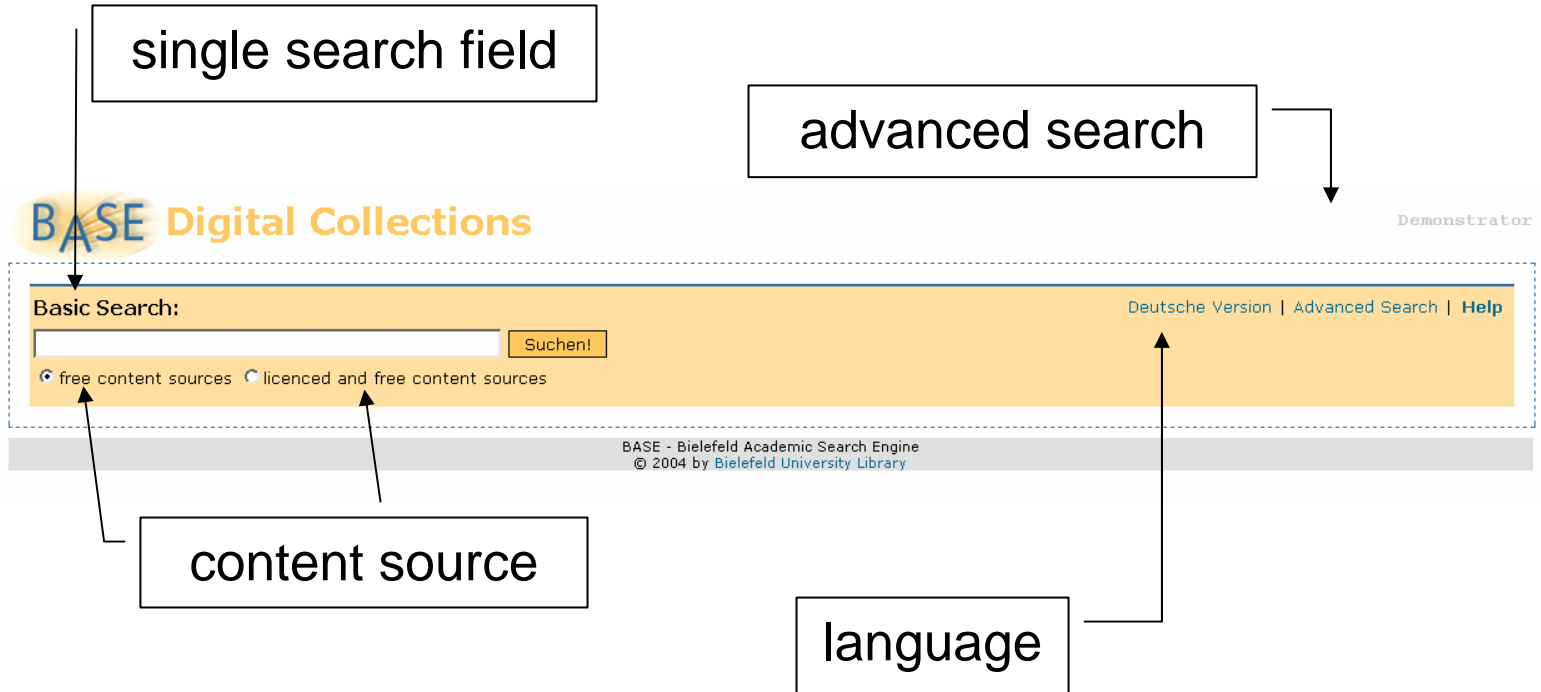 single search field
advanced search
BASE Digital Collections
Demonstrator
Basic Search:
Deutsche Version | Advanced Search | Help
Suchen!
free content sources licenced and free content sources
BASE - Bielefeld Academic Search Engine
© 2004 by Bielefeld University Library
content source
language